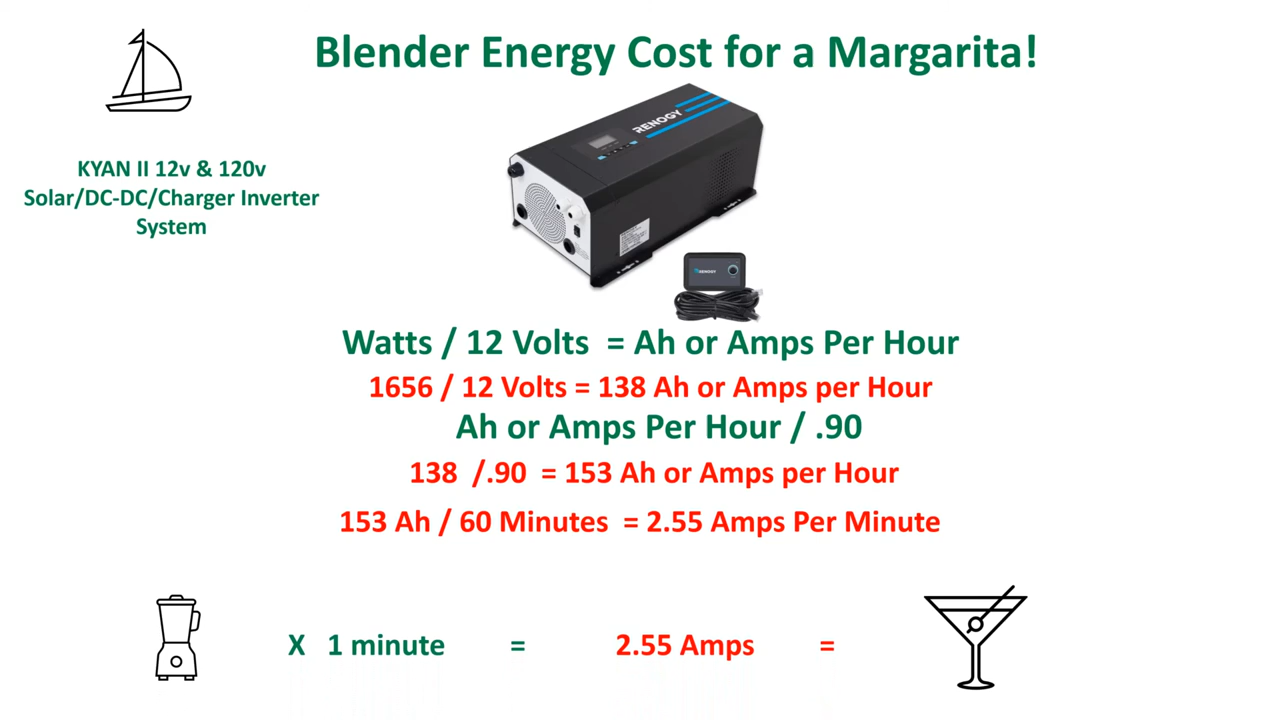 Blender Energy Cost for a Margarita!
KYAN II 12v & 120v
Solar/DC-DC/Charger Inverter
System
RENOGY
RENOGY
Watts / 12 Volts = Ah or Amps Per Hour
1656 / 12 Volts = 138 Ah or Amps per Hour
Ah or Amps Per Hour / .90
138 /.90 = 153 Ah or Amps per Hour
153 Ah / 60 Minutes = 2.55 Amps Per Minute
X 1 minute = 2.55 Amps =